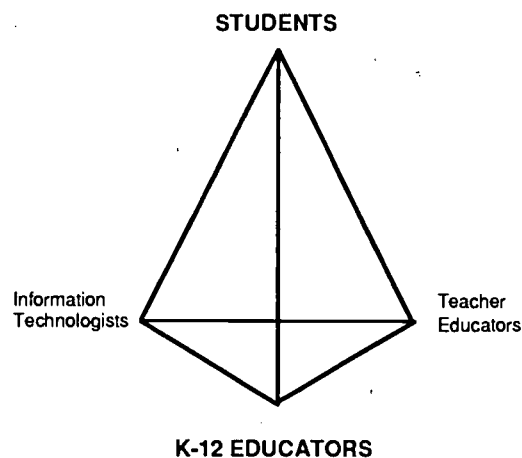 STUDENTS
Information
Technologists
Teacher
Educators
K-12 EDUCATORS